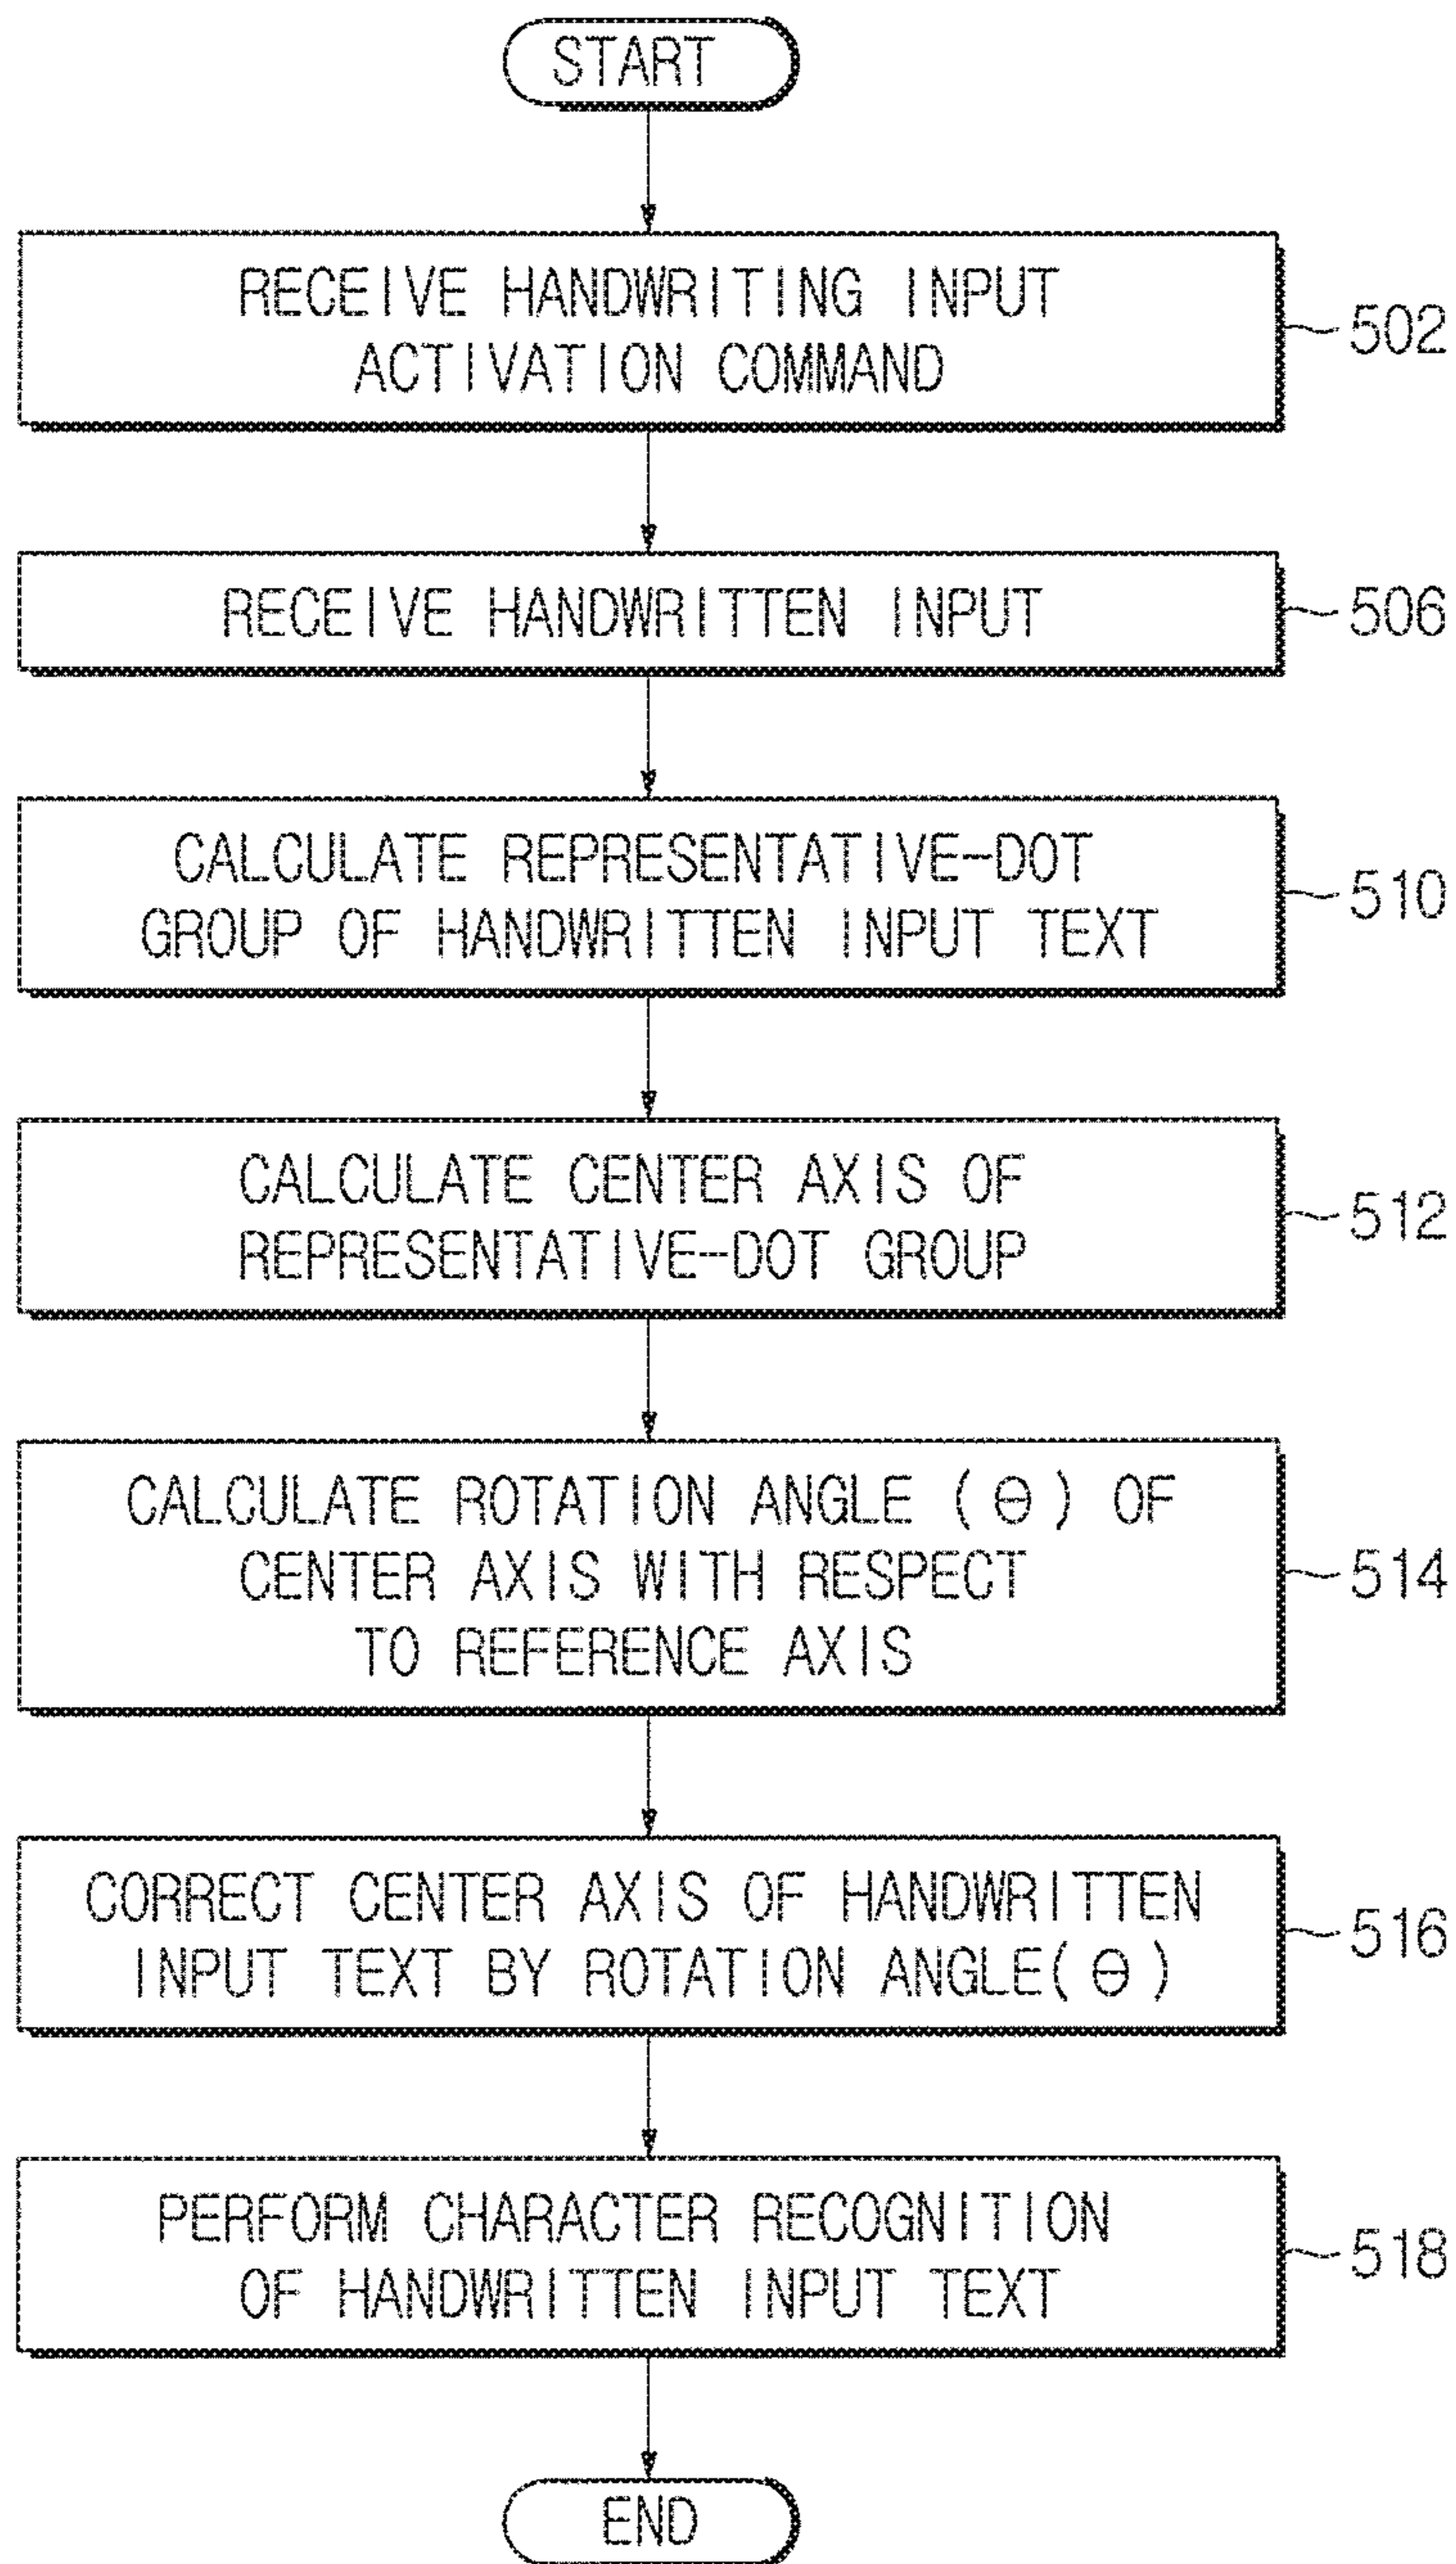 START
RECEIVE HANDWRITING INPUT
ACTIVATION COMMAND
502
RECEIVE HANDWRITTEN INPUT
506
CALCULATE REPRESENTATIVE-DOT
GROUP OF HANDWRITTEN INPUT TEXT
510
CALCULATE CENTER AXIS OF
REPRESENTATIVE-DOT GROUP
512
CALCULATE ROTATION ANGLE (Θ) OF
CENTER AXIS WITH RESPECT
TO REFERENCE AXIS
514
CORRECT CENTER AXIS OF HANDWRITTEN
INPUT TEXT BY ROTATION ANGLE(Θ)
516
PERFORM CHARACTER RECOGNITION
OF HANDWRITTEN INPUT TEXT
518
END